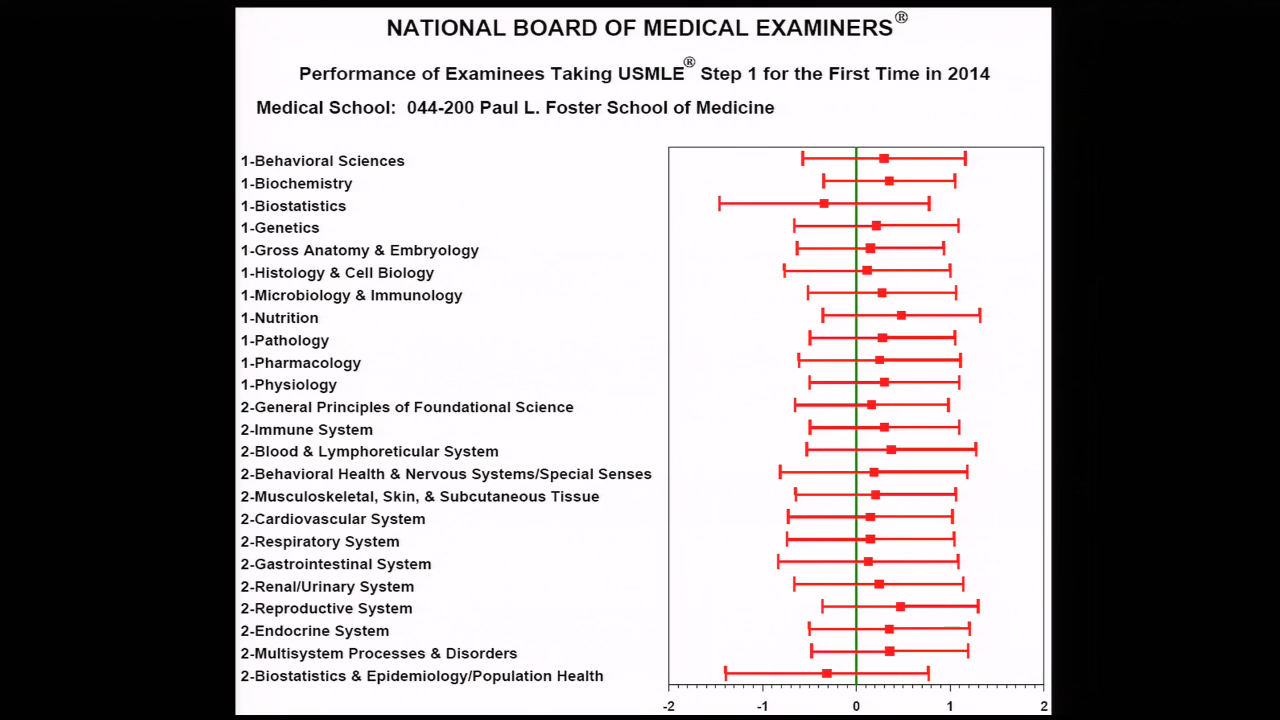 NATIONAL BOARD OF MEDICAL EXAMINERS®
Performance of Examinees Taking USMLE® Step 1 for the First Time in 2014
Medical School: 044-200 Paul L. Foster School of Medicine
1-Behavioral Sciences
1-Biochemistry
1-Biostatistics
1-Genetics
1-Gross Anatomy & Embryology
1-Histology & Cell Biology
1-Microbiology & Immunology
1-Nutrition
1-Pathology
1-Pharmacology
1-Physiology
2-General Principles of Foundational Science
2-Immune System
2-Blood & Lymphoreticular System
2-Behavioral Health & Nervous Systems/Special Senses
2-Musculoskeletal, Skin, & Subcutaneous Tissue
2-Cardiovascular System
2-Respiratory System
2-Gastrointestinal System
2-Renal/Urinary System
2-Reproductive System
2-Endocrine System
2-Multisystem Processes & Disorders
2-Biostatistics & Epidemiology/Population Health
-2 -1 0 1 2